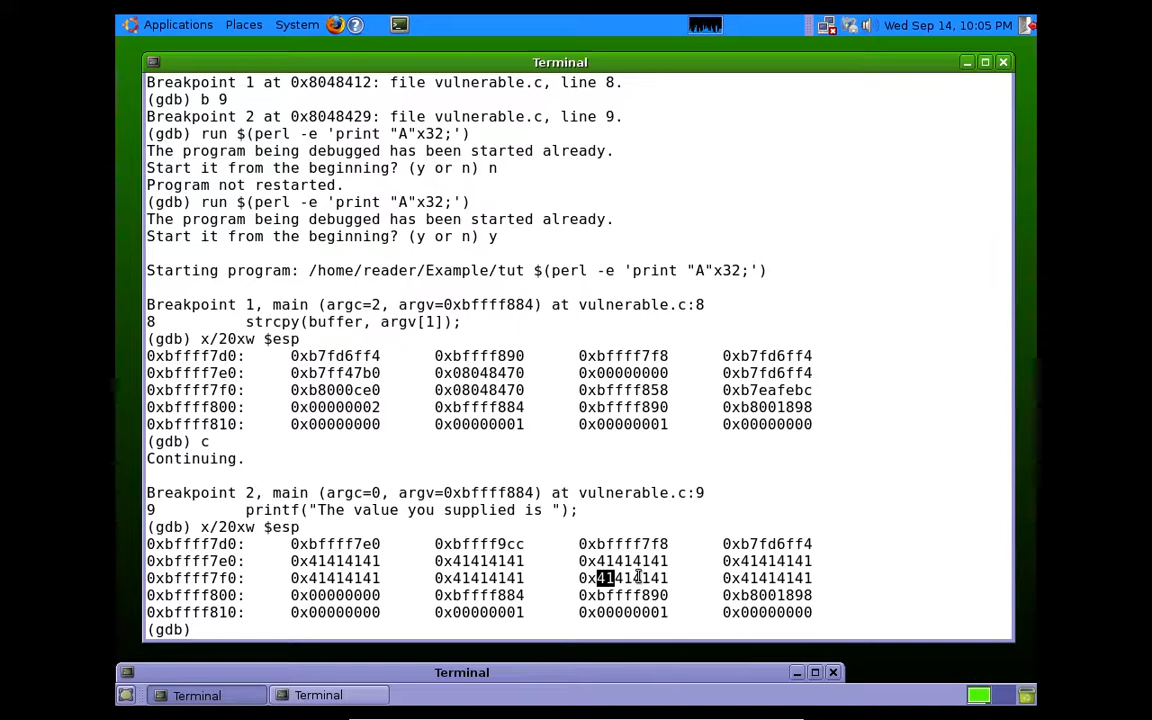 Applications Places System Wed Sep 14, 10:05 PM
Terminal
Breakpoint 1 at 0x8048412: file vulnerable.c, line 8.
(gdb) b 9
Breakpoint 2 at 0x8048429: file vulnerable.c, line 9.
(gdb) run $(perl -e 'print "A"x32;')
The program being debugged has been started already.
Start it from the beginning? (y or n) n
Program not restarted.
(gdb) run $(perl -e 'print "A"x32;')
The program being debugged has been started already.
Start it from the beginning? (y or n) y
Starting program: /home/reader/Example/tut $(perl -e 'print "A"x32;')
Breakpoint 1, main (argc=2, argv=0xbffff884) at vulnerable.c:8
8 strcpy(buffer, argv[1]);
(gdb) x/20xw $esp
0xbffff7d0: 0xb7fd6ff4 0xbffff890 0xbffff7f8 0xb7fd6ff4
0xbffff7e0: 0xb7ff47b0 0x08048470 0x00000000 0xb7fd6ff4
0xbffff7f0: 0xb8000ce0 0x08048470 0xbffff858 0xb7eafebc
0xbffff800: 0x00000002 0xbffff884 0xbffff890 0xb8001898
0xbffff810: 0x00000000 0x00000001 0x00000001 0x00000000
(gdb) c
Continuing.
Breakpoint 2, main (argc=0, argv=0xbffff884) at vulnerable.c:9
9 printf("The value you supplied is ");
(gdb) x/20xw $esp
0xbffff7d0: 0xbffff7e0 0xbffff9cc 0xbffff7f8 0xb7fd6ff4
0xbffff7e0: 0x41414141 0x41414141 0x41414141 0x41414141
0xbffff7f0: 0x41414141 0x41414141 0x41414141 0x41414141
0xbffff800: 0x00000000 0xbffff884 0xbffff890 0xb8001898
0xbffff810: 0x00000000 0x00000001 0x00000001 0x00000000
(gdb)
Terminal
Terminal Terminal